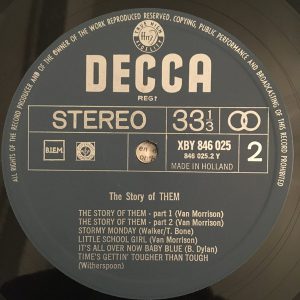 ALL RIGHTS OF THE RECORD PRODUCER AND OF THE OWNER OF THE WORK REPRODUCED RESERVED. COPYING, PUBLIC PERFORMANCE AND BROADCASTING OF THIS RECORD PROHIBITED
DECCA
REG†
STEREO 33 1/3
XBY 846 025
846 025.2 Y
2
B.I.E.M.
MADE IN HOLLAND
The Story of THEM
THE STORY OF THEM - part 1 (Van Morrison)
THE STORY OF THEM - part 2 (Van Morrison)
STORMY MONDAY (Walker/T. Bone)
LITTLE SCHOOL GIRL (Van Morrison)
IT'S ALL OVER NOW BABY BLUE (B. Dylan)
TIME'S GETTIN' TOUGHER THAN TOUGH
(Witherspoon)